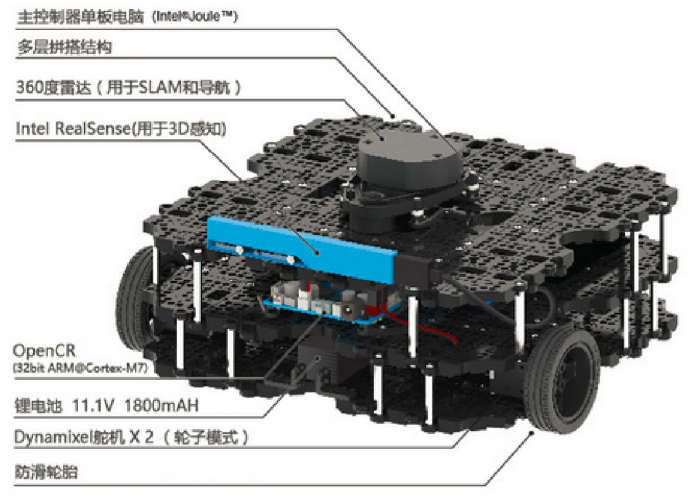 主控制器单板电脑 (Intel®Joule™)
多层拼搭结构
360度雷达（用于SLAM和导航）
Intel RealSense(用于3D感知)
OpenCR
(32bit ARM@Cortex-M7)
锂电池 11.1V 1800mAH
Dynamixel舵机 X 2 （轮子模式）
防滑轮胎